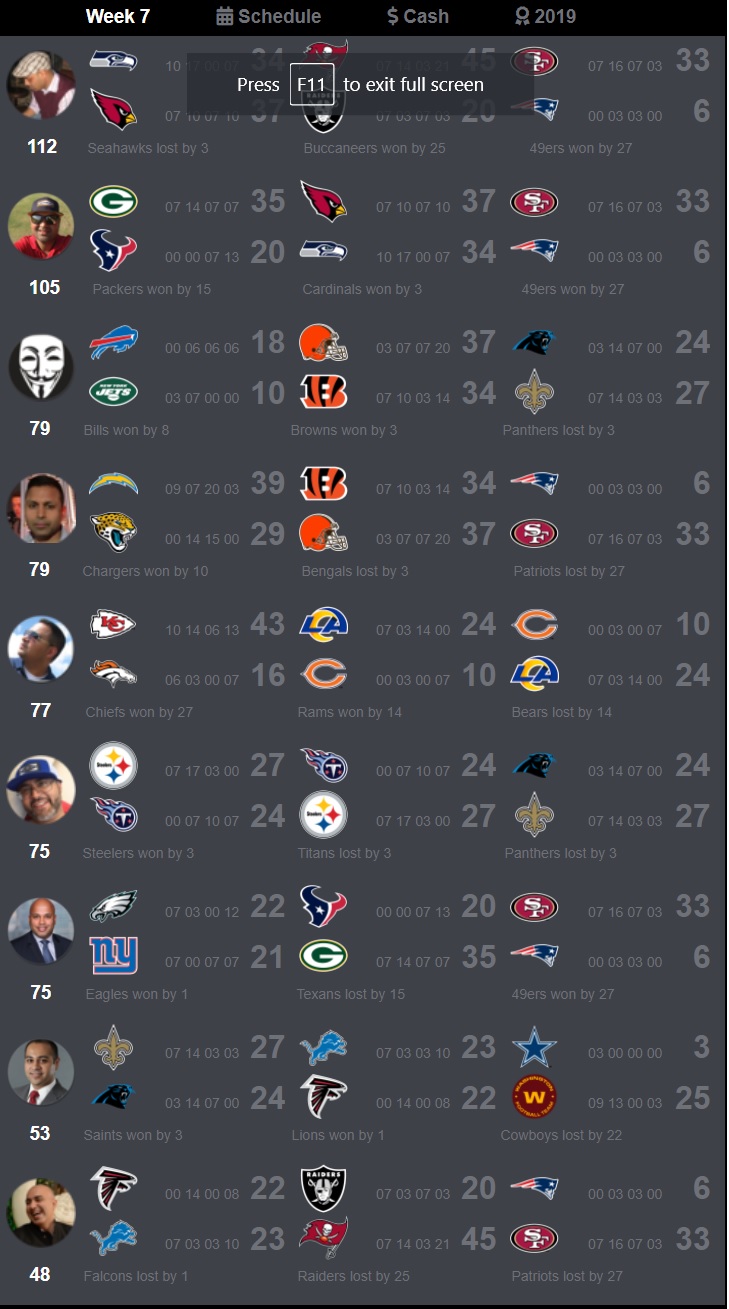 Week 7 Schedule $ Cash 2019
10 17 00 07 34 07 14 03 21 45 07 16 07 03 33
Press F11 to exit full screen
07 10 07 10 37 RAIDERS 07 03 07 03 20 00 03 03 00 6
112 Seahawks lost by 3 Buccaneers won by 25 49ers won by 27
G 07 14 07 07 35 07 10 07 10 37 SF 07 16 07 03 33
00 00 07 13 20 10 17 00 07 34 00 03 03 00 6
105 Packers won by 15 Cardinals won by 3 49ers won by 27
00 06 06 06 18 03 07 07 20 37 03 14 07 00 24
NEW YORK JETS 03 07 00 00 10 B 07 10 03 14 34 07 14 03 03 27
79 Bills won by 8 Browns won by 3 Panthers lost by 3
09 07 20 03 39 B 07 10 03 14 34 00 03 03 00 6
00 14 15 00 29 03 07 07 20 37 SF 07 16 07 03 33
79 Chargers won by 10 Bengals lost by 3 Patriots lost by 27
KC 10 14 06 13 43 LA 07 03 14 00 24 C 00 03 00 07 10
06 03 00 07 16 C 00 03 00 07 10 LA 07 03 14 00 24
77 Chiefs won by 27 Rams won by 14 Bears lost by 14
Steelers 07 17 03 00 27 T 00 07 10 07 24 03 14 07 00 24
T 00 07 10 07 24 Steelers 07 17 03 00 27 07 14 03 03 27
75 Steelers won by 3 Titans lost by 3 Panthers lost by 3
07 03 00 12 22 00 00 07 13 20 SF 07 16 07 03 33
ny 07 00 07 07 21 G 07 14 07 07 35 00 03 03 00 6
75 Eagles won by 1 Texans lost by 15 49ers won by 27
07 14 03 03 27 07 03 03 10 23 03 00 00 00 3
03 14 07 00 24 00 14 00 08 22 WASHINGTON W FOOTBALL TEAM 09 13 00 03 25
53 Saints won by 3 Lions won by 1 Cowboys lost by 22
00 14 00 08 22 RAIDERS 07 03 07 03 20 00 03 03 00 6
07 03 03 10 23 07 14 03 21 45 SF 07 16 07 03 33
48 Falcons lost by 1 Raiders lost by 25 Patriots lost by 27